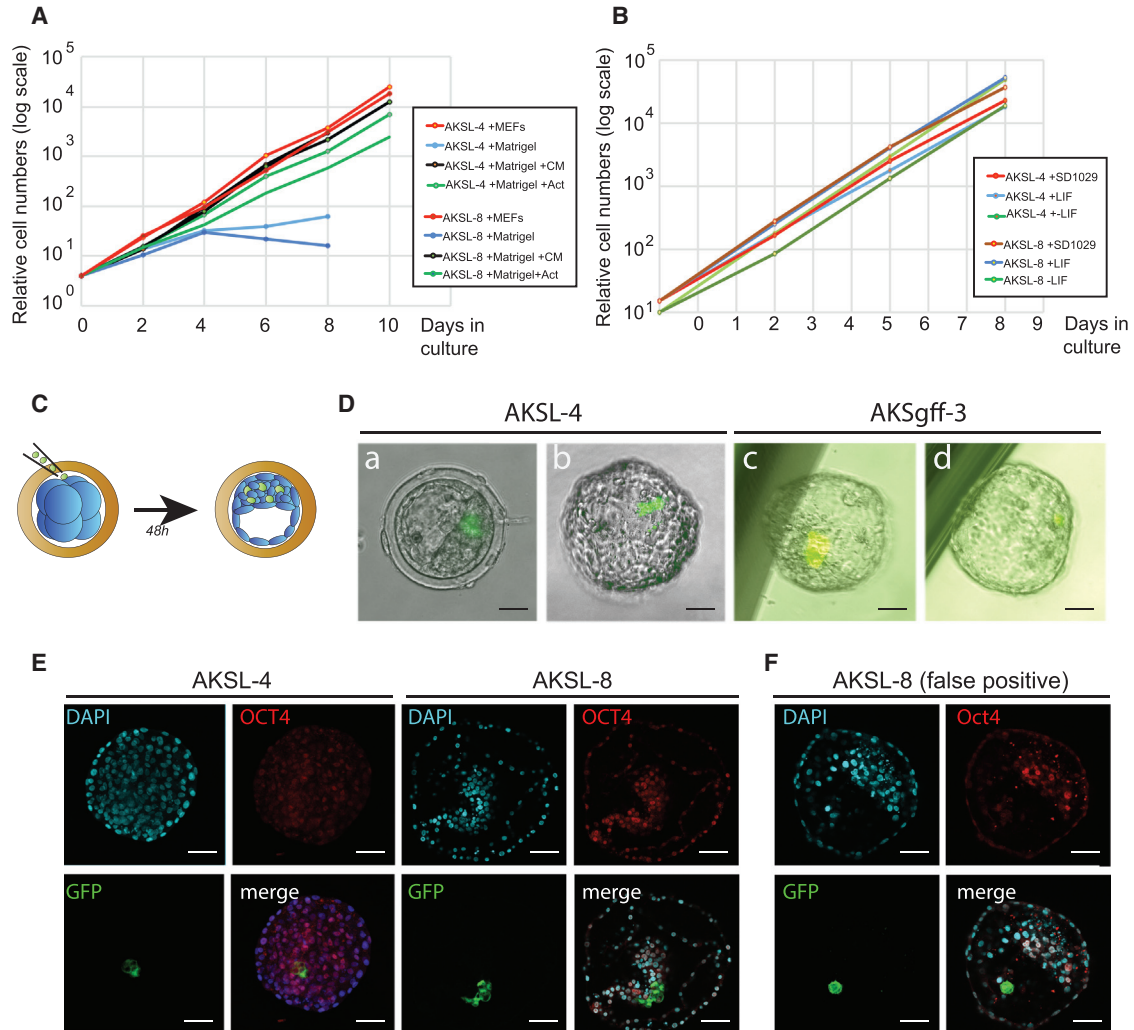 A
Relative cell numbers (log scale)
10^5
10^4
10^3
10^2
10^1
10^0
0 2 4 6 8 10
Days in
culture
AKSL-4 +MEFs
AKSL-4 +Matrigel
AKSL-4 +Matrigel +CM
AKSL-4 +Matrigel +Act
AKSL-8 +MEFs
AKSL-8 +Matrigel
AKSL-8 +Matrigel +CM
AKSL-8 +Matrigel+Act
B
Relative cell numbers (log scale)
10^5
10^4
10^3
10^2
10^1
0 1 2 3 4 5 6 7 8 9
Days in
culture
AKSL-4 +SD1029
AKSL-4 +LIF
AKSL-4 +-LIF
AKSL-8 +SD1029
AKSL-8 +LIF
AKSL-8 -LIF
C
48h
D
AKSL-4
AKSgff-3
a
b
c
d
E
AKSL-4
AKSL-8
DAPI
OCT4
DAPI
OCT4
GFP
merge
GFP
merge
F
AKSL-8 (false positive)
DAPI
Oct4
GFP
merge